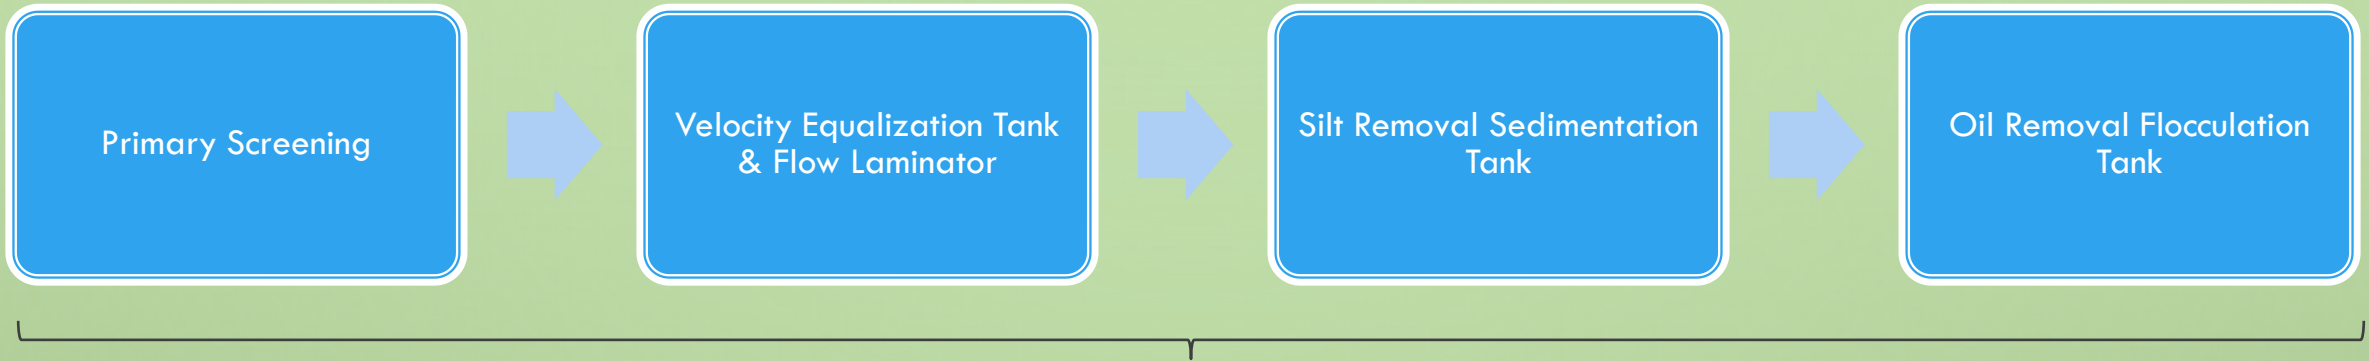 Primary Screening
Velocity Equalization Tank
& Flow Laminator
Silt Removal Sedimentation
Tank
Oil Removal Flocculation
Tank